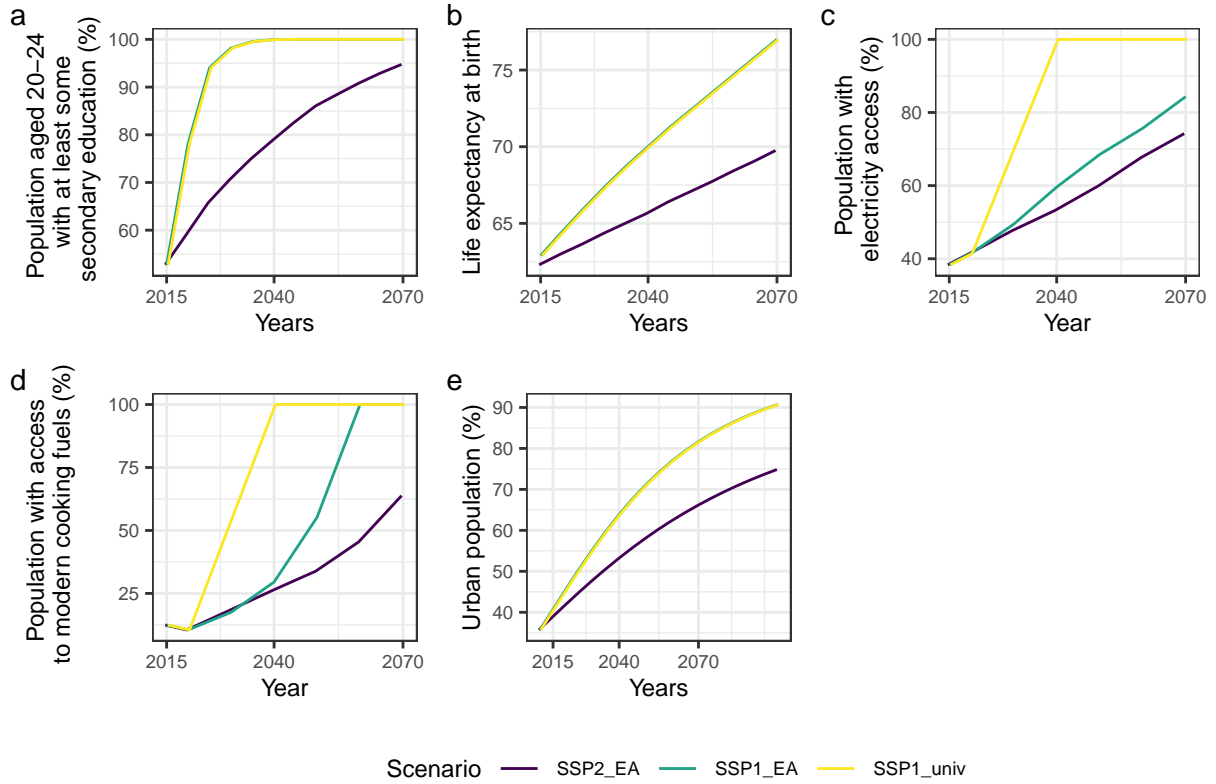 a
Population aged 20–24
with at least some
secondary education (%)
100
90
80
70
60
2015
2040
2070
Years
b
Life expectancy at birth
75
70
65
2015
2040
2070
Years
c
Population with
electricity access (%)
100
80
60
40
2015
2040
2070
Year
d
Population with access
to modern cooking fuels (%)
100
75
50
25
2015
2040
2070
Year
e
Urban population (%)
90
80
70
60
50
40
2015
2040
2070
Years
Scenario SSP2_EA SSP1_EA SSP1_univ